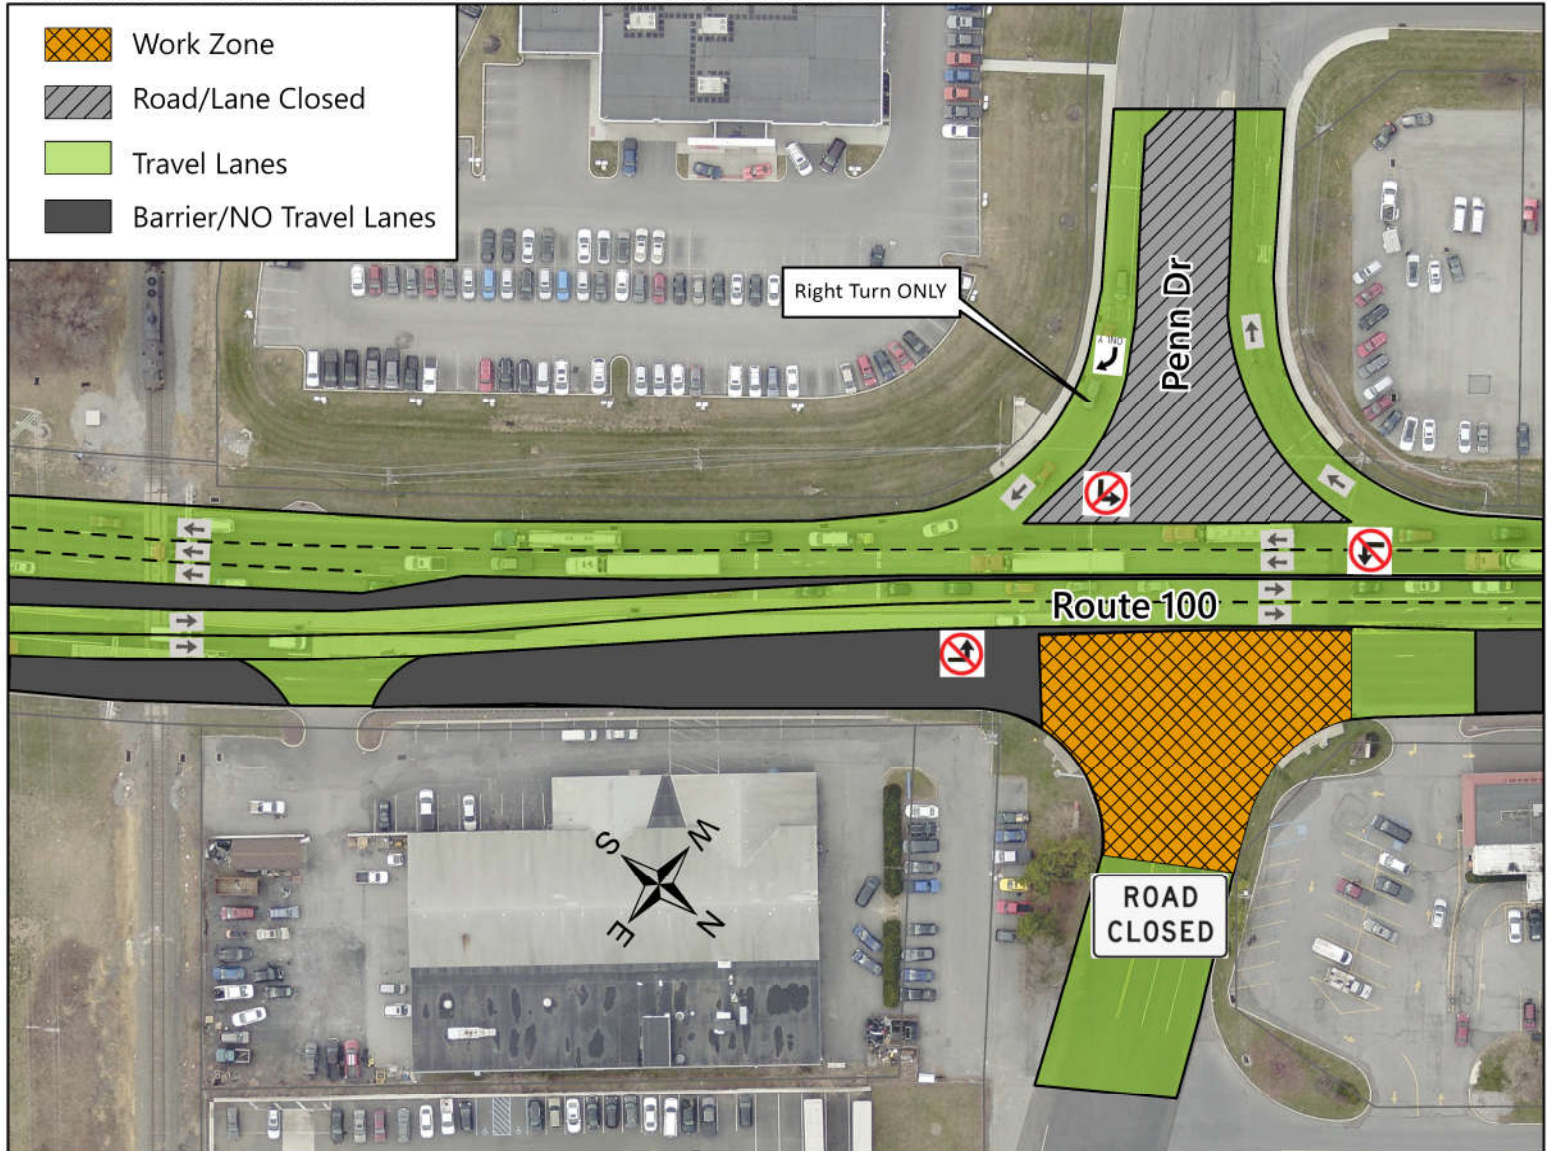 Work Zone
Road/Lane Closed
Travel Lanes
Barrier/NO Travel Lanes
Right Turn ONLY
ONLY
Penn Dr
Route 100
S
W
E
N
ROAD
CLOSED